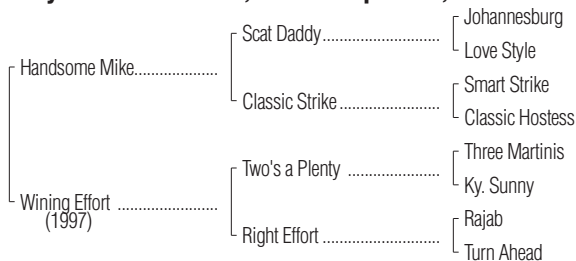 Johannesburg
Scat Daddy
Love Style
Handsome Mike
Smart Strike
Classic Strike
Classic Hostess
Three Martinis
Two's a Plenty
Ky. Sunny
Wining Effort
(1997)
Rajab
Right Effort
Turn Ahead